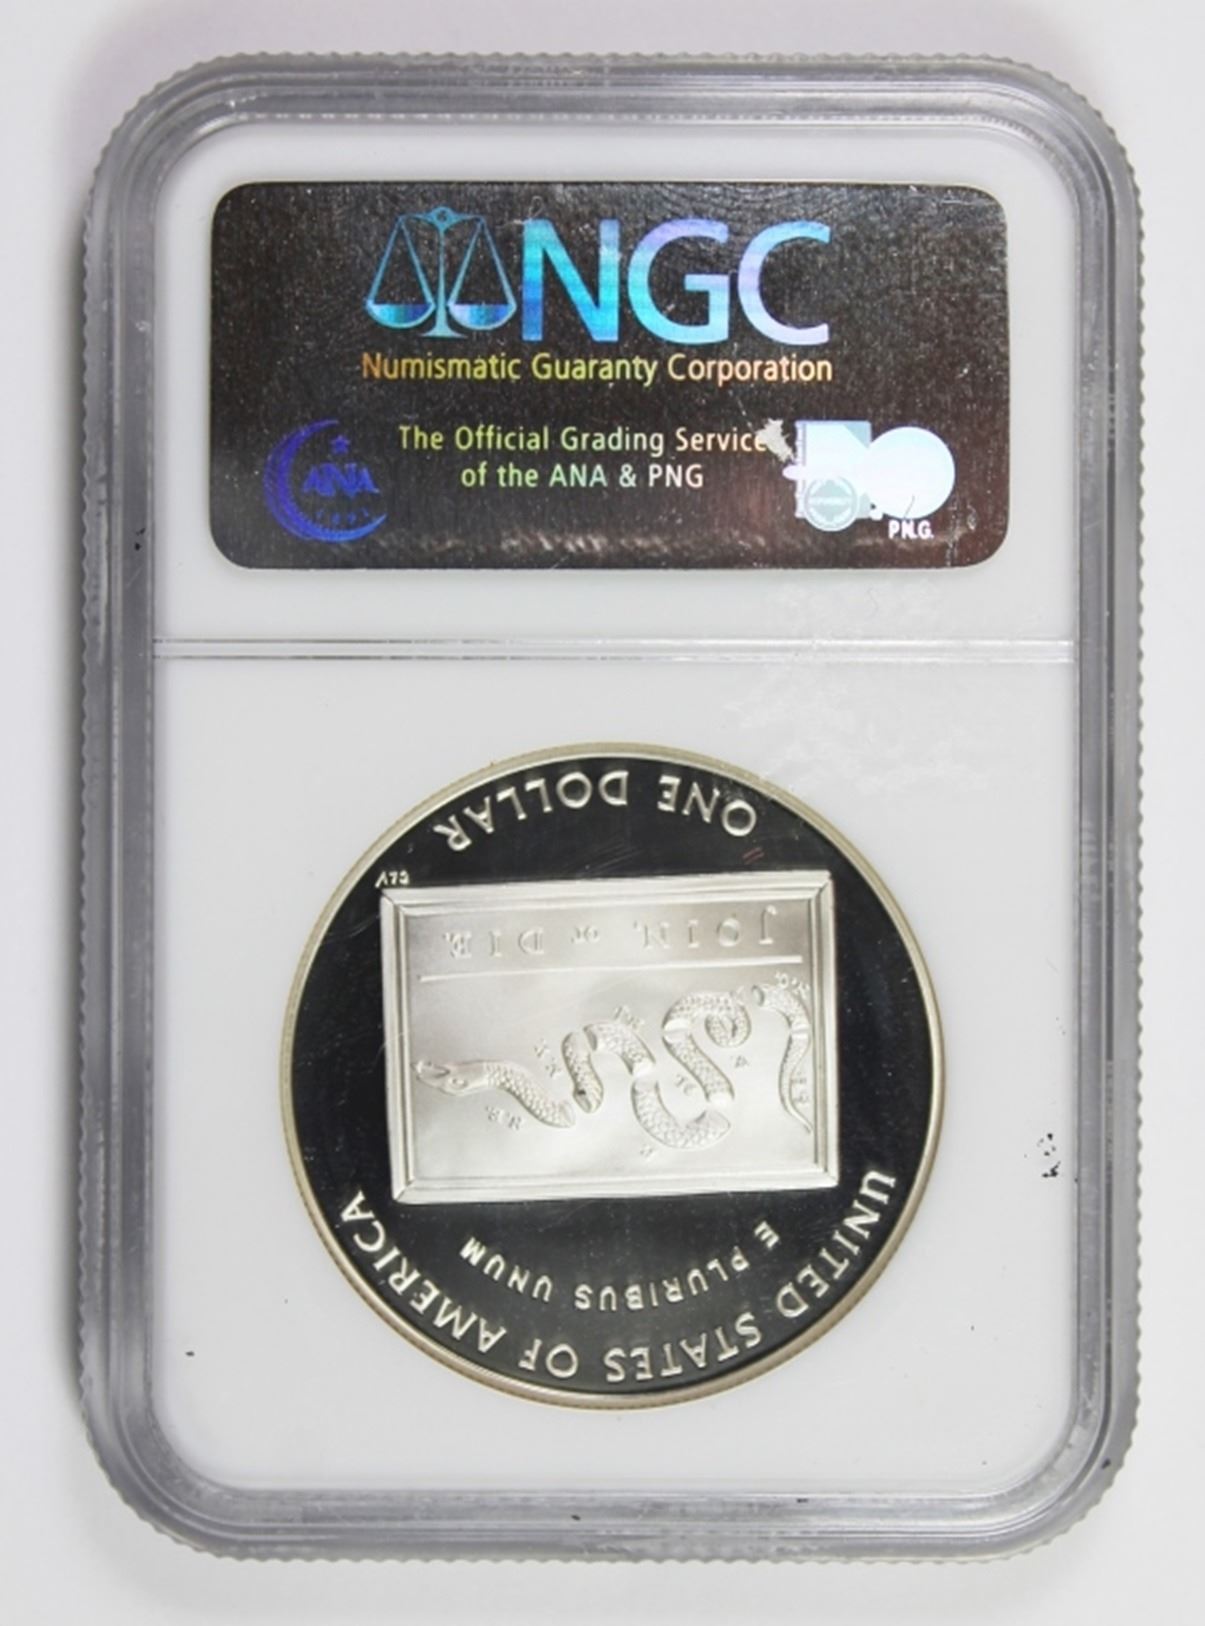 NGC
Numismatic Guaranty Corporation
The Official Grading Service
of the ANA & PNG
ANA
P.N.G.
ONE DOLLAR
JOIN, or DIE.
UNITED STATES OF AMERICA
E PLURIBUS UNUM